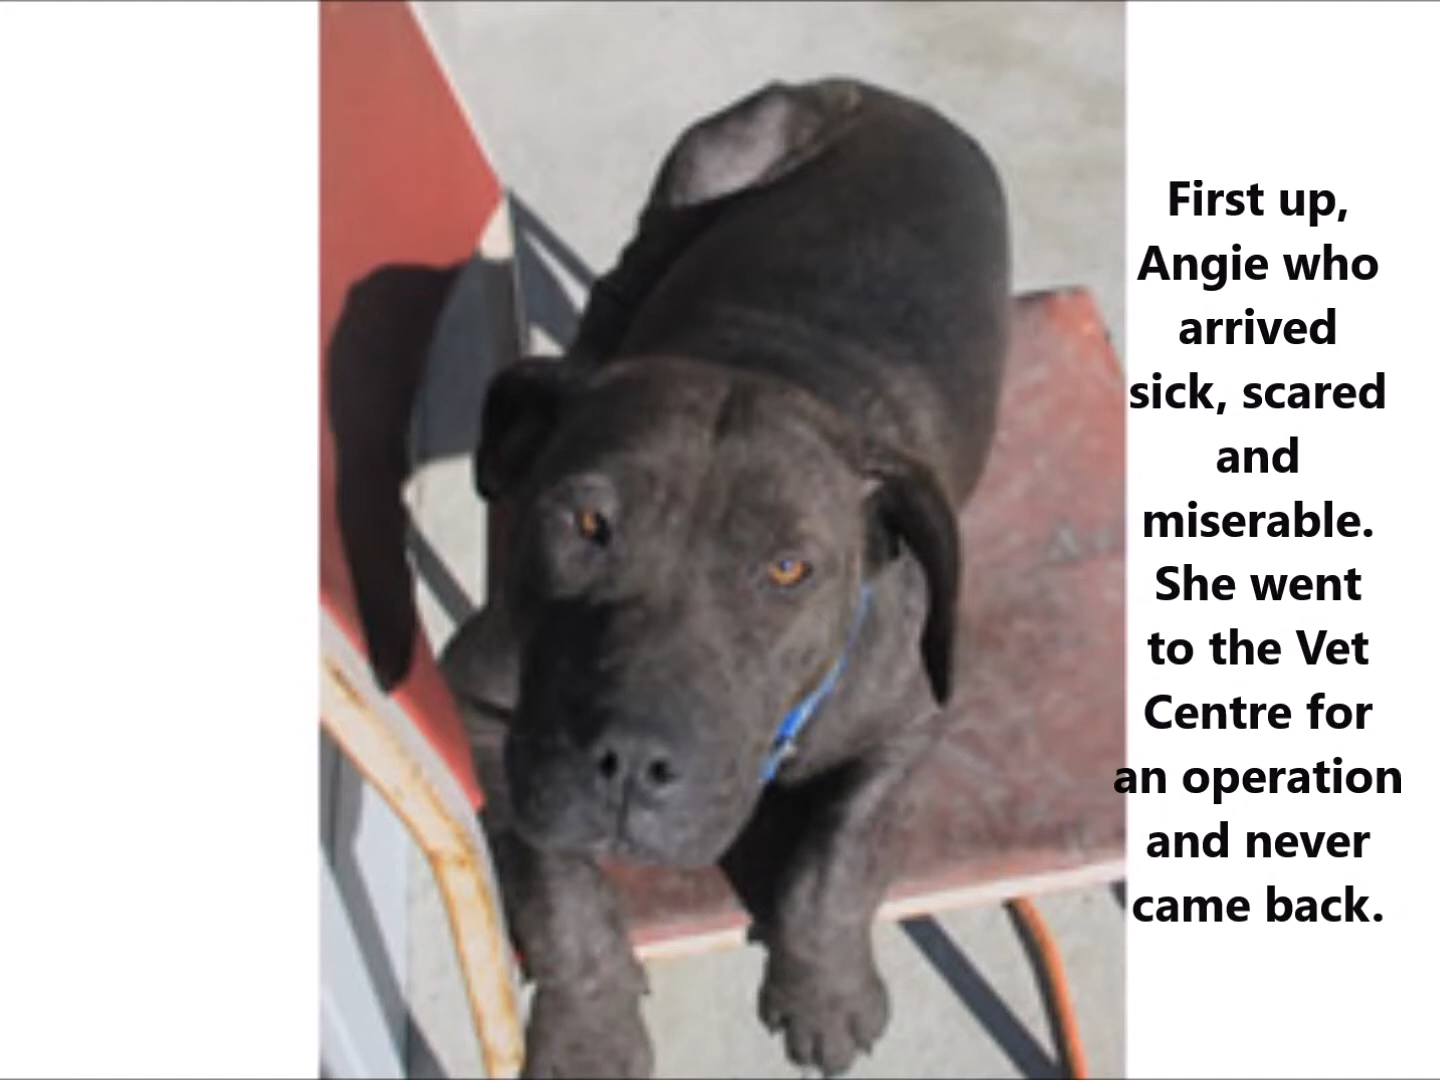 First up,
Angie who
arrived
sick, scared
and
miserable.
She went
to the Vet
Centre for
an operation
and never
came back.